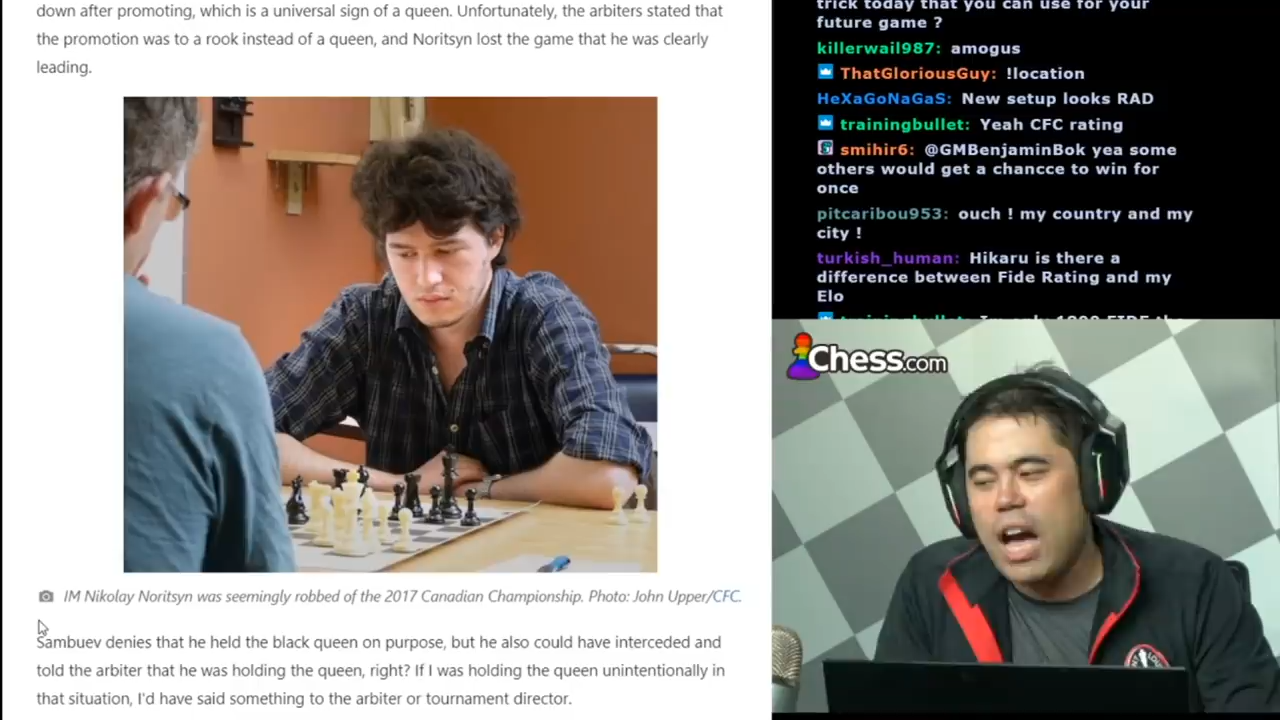 down after promoting, which is a universal sign of a queen. Unfortunately, the arbiters stated that
the promotion was to a rook instead of a queen, and Noritsyn lost the game that he was clearly
leading.
IM Nikolay Noritsyn was seemingly robbed of the 2017 Canadian Championship. Photo: John Upper/CFC.
Sambuev denies that he held the black queen on purpose, but he also could have interceded and
told the arbiter that he was holding the queen, right? If I was holding the queen unintentionally in
that situation, I'd have said something to the arbiter or tournament director.
trick today that you can use for your
future game ?
killerwail987: amogus
ThatGloriousGuy: !location
HeXaGoNaGaS: New setup looks RAD
trainingbullet: Yeah CFC rating
smihir6: @GMBenjaminBok yea some
others would get a chancce to win for
once
pitcaribou953: ouch ! my country and my
city !
turkish_human: Hikaru is there a
difference between Fide Rating and my
Elo
Chess.com